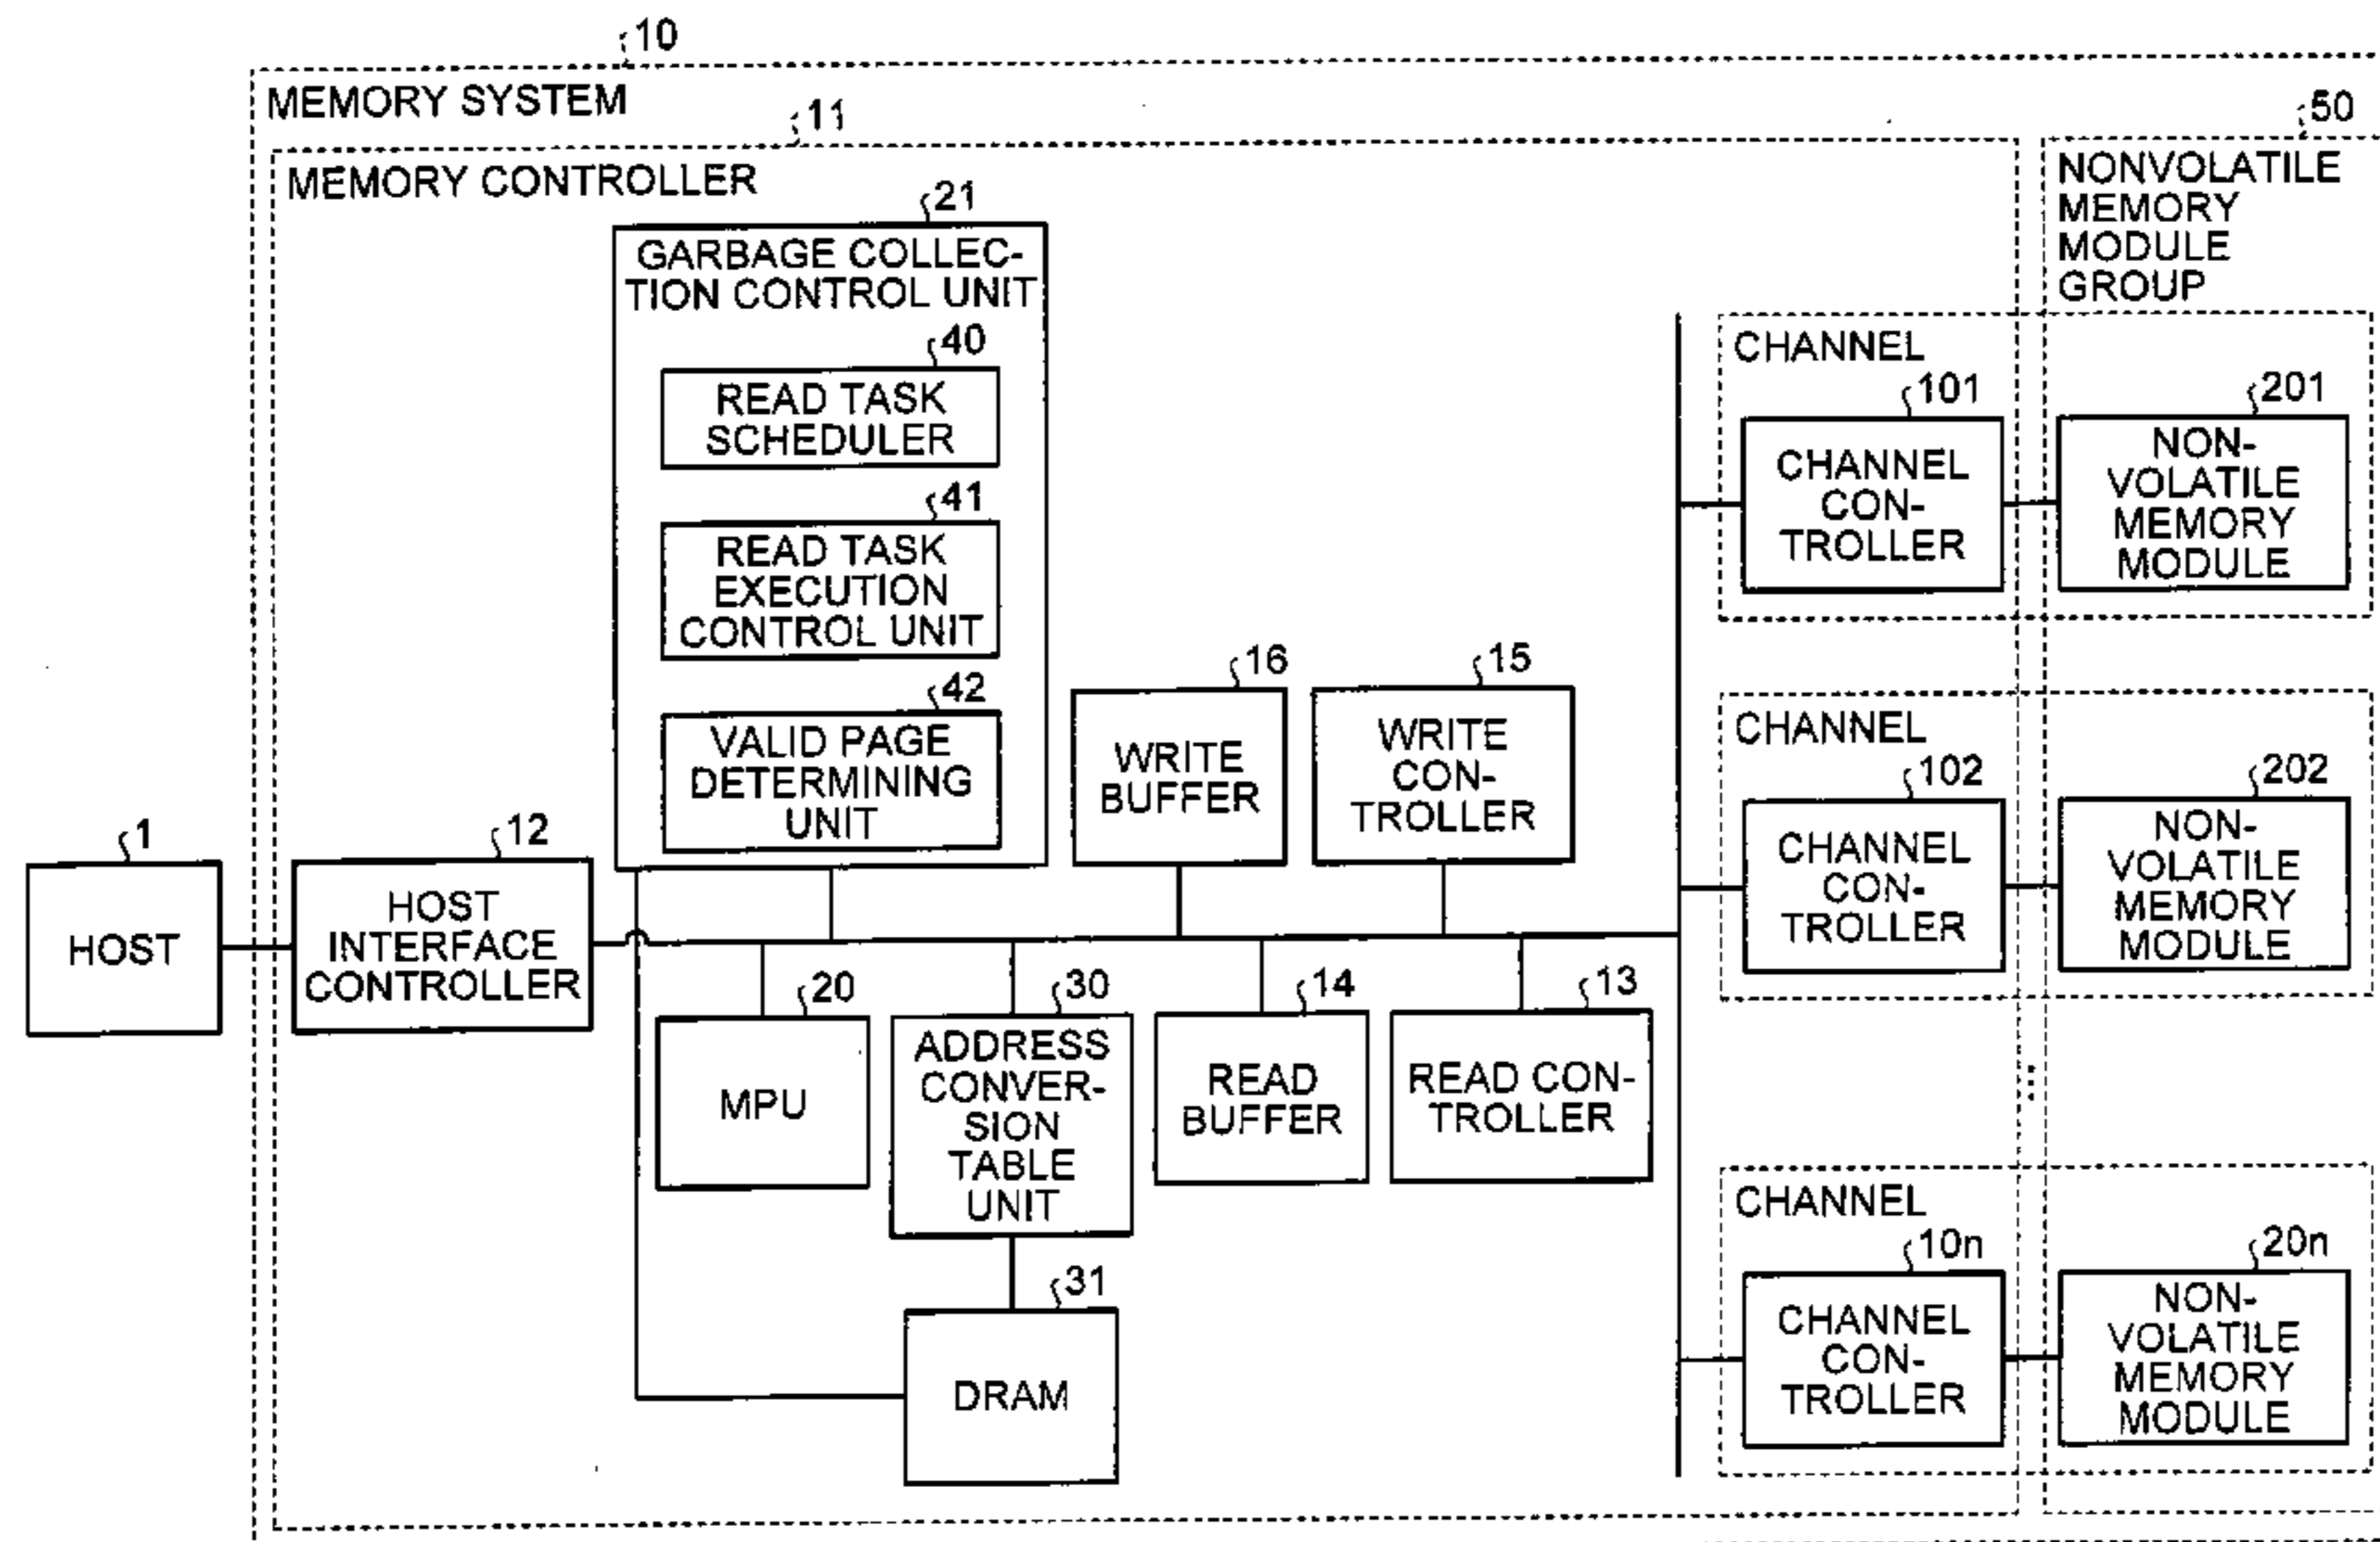 10
MEMORY SYSTEM
11
50
MEMORY CONTROLLER
NONVOLATILE
MEMORY
MODULE
GROUP
21
GARBAGE COLLEC-
TION CONTROL UNIT
40
READ TASK
SCHEDULER
41
READ TASK
EXECUTION
CONTROL UNIT
42
VALID PAGE
DETERMINING
UNIT
CHANNEL
101
CHANNEL
CON-
TROLLER
201
NON-
VOLATILE
MEMORY
MODULE
16
WRITE
BUFFER
15
WRITE
CON-
TROLLER
CHANNEL
102
CHANNEL
CON-
TROLLER
202
NON-
VOLATILE
MEMORY
MODULE
1
HOST
12
HOST
INTERFACE
CONTROLLER
20
MPU
30
ADDRESS
CONVER-
SION
TABLE
UNIT
14
READ
BUFFER
13
READ CON-
TROLLER
31
DRAM
CHANNEL
10n
CHANNEL
CON-
TROLLER
20n
NON-
VOLATILE
MEMORY
MODULE